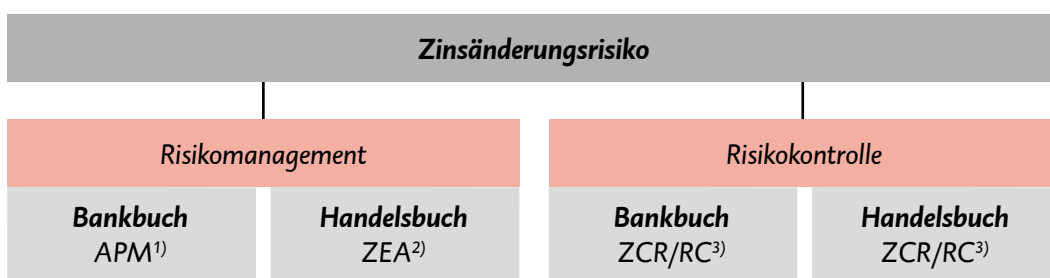 Zinsänderungsrisiko
Risikomanagement
Risikokontrolle
Bankbuch
APM¹⁾
Handelsbuch
ZEA²⁾
Bankbuch
ZCR/RC³⁾
Handelsbuch
ZCR/RC³⁾